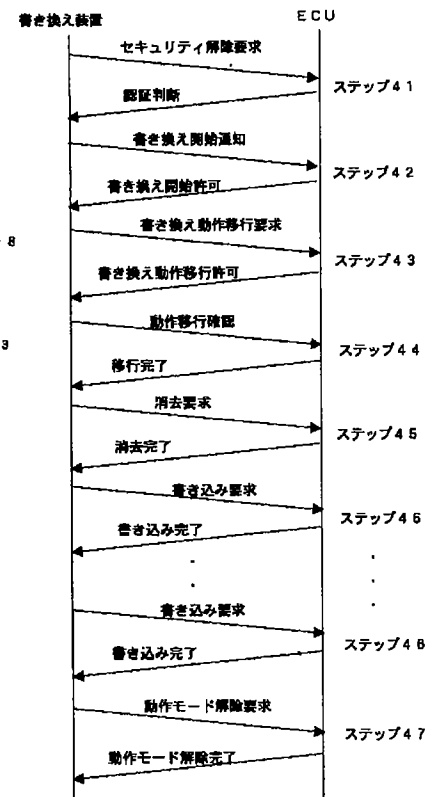 書き換え装置
ECU
セキュリティ解除要求
ステップ41
認証判断
書き換え開始通知
ステップ42
書き換え開始許可
8
書き換え動作移行要求
ステップ43
書き換え動作移行許可
3
動作移行確認
ステップ44
移行完了
消去要求
ステップ45
消去完了
書き込み要求
ステップ46
書き込み完了
書き込み要求
ステップ46
書き込み完了
動作モード解除要求
ステップ47
動作モード解除完了